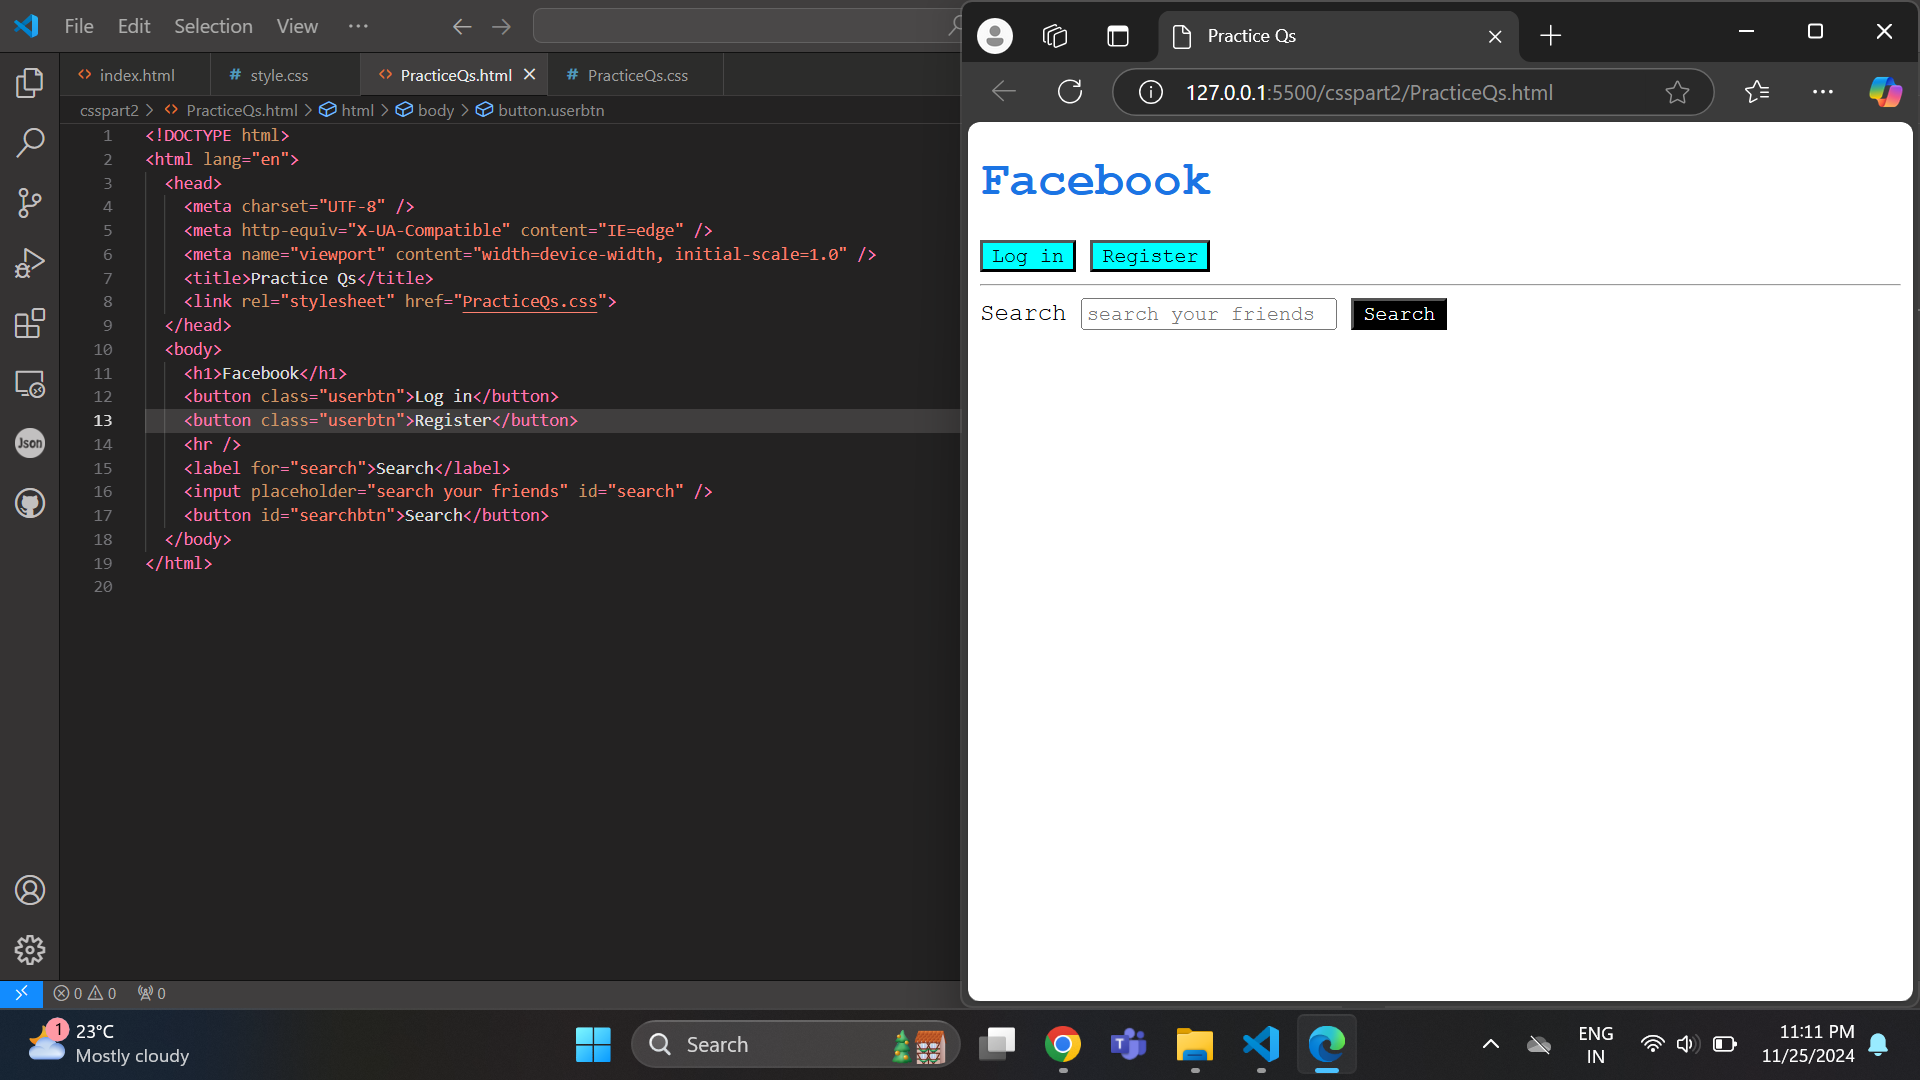 File Edit Selection View ···
index.html style.css PracticeQs.html PracticeQs.css
csspart2 > PracticeQs.html > html > body > button.userbtn
1 <!DOCTYPE html>
2 <html lang="en">
3 <head>
4 <meta charset="UTF-8" />
5 <meta http-equiv="X-UA-Compatible" content="IE=edge" />
6 <meta name="viewport" content="width=device-width, initial-scale=1.0" />
7 <title>Practice Qs</title>
8 <link rel="stylesheet" href="PracticeQs.css">
9 </head>
10 <body>
11 <h1>Facebook</h1>
12 <button class="userbtn">Log in</button>
13 <button class="userbtn">Register</button>
14 <hr />
15 <label for="search">Search</label>
16 <input placeholder="search your friends" id="search" />
17 <button id="searchbtn">Search</button>
18 </body>
19 </html>
20
Json
0 0 0
Practice Qs
127.0.0.1:5500/csspart2/PracticeQs.html
Facebook
Log in Register
Search search your friends Search
1 23°C
Mostly cloudy
Search
ENG
IN
11:11 PM
11/25/2024